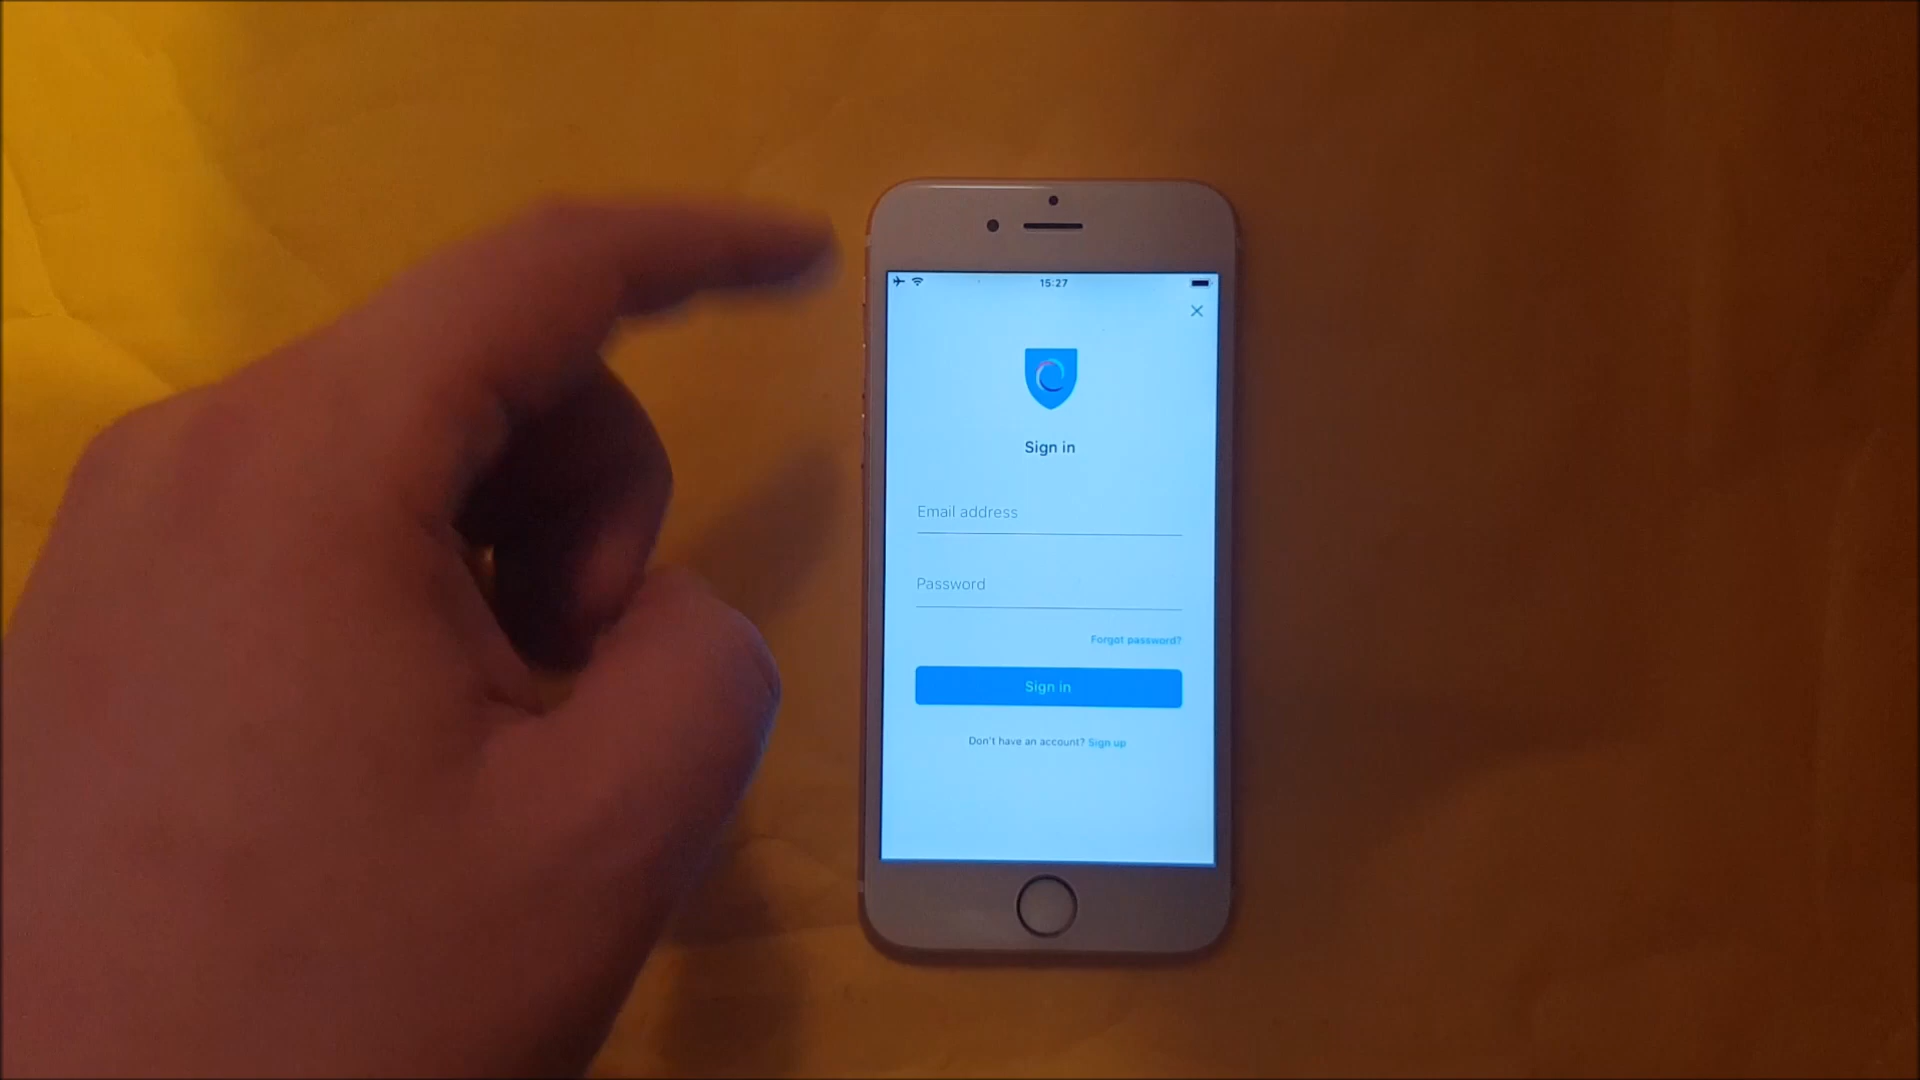 15:27
Sign in
Email address
Password
Forgot password?
Sign in
Don't have an account? Sign up